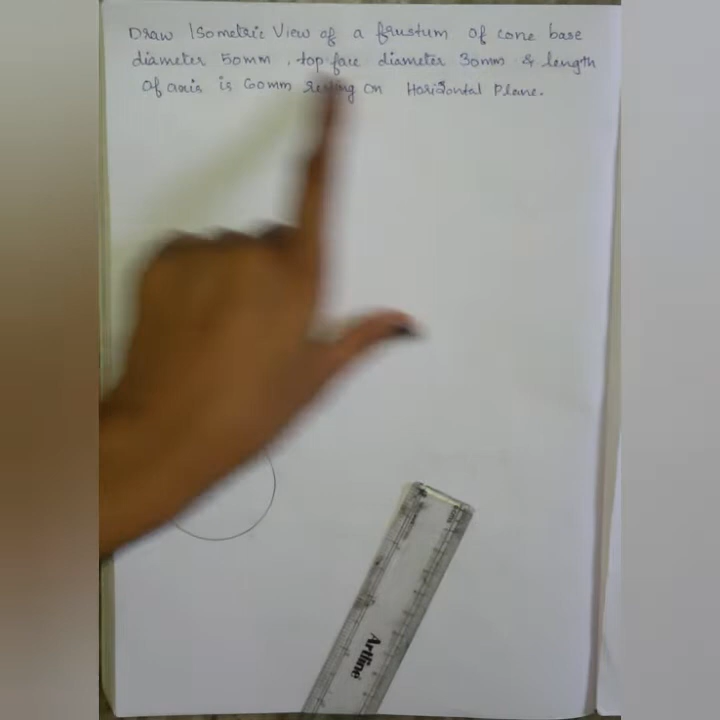 Draw Isometric View of a frustum of cone base
diameter 50mm, top face diameter 30mm & length
of axis is 60mm resting on Horizontal Plane.
Artline